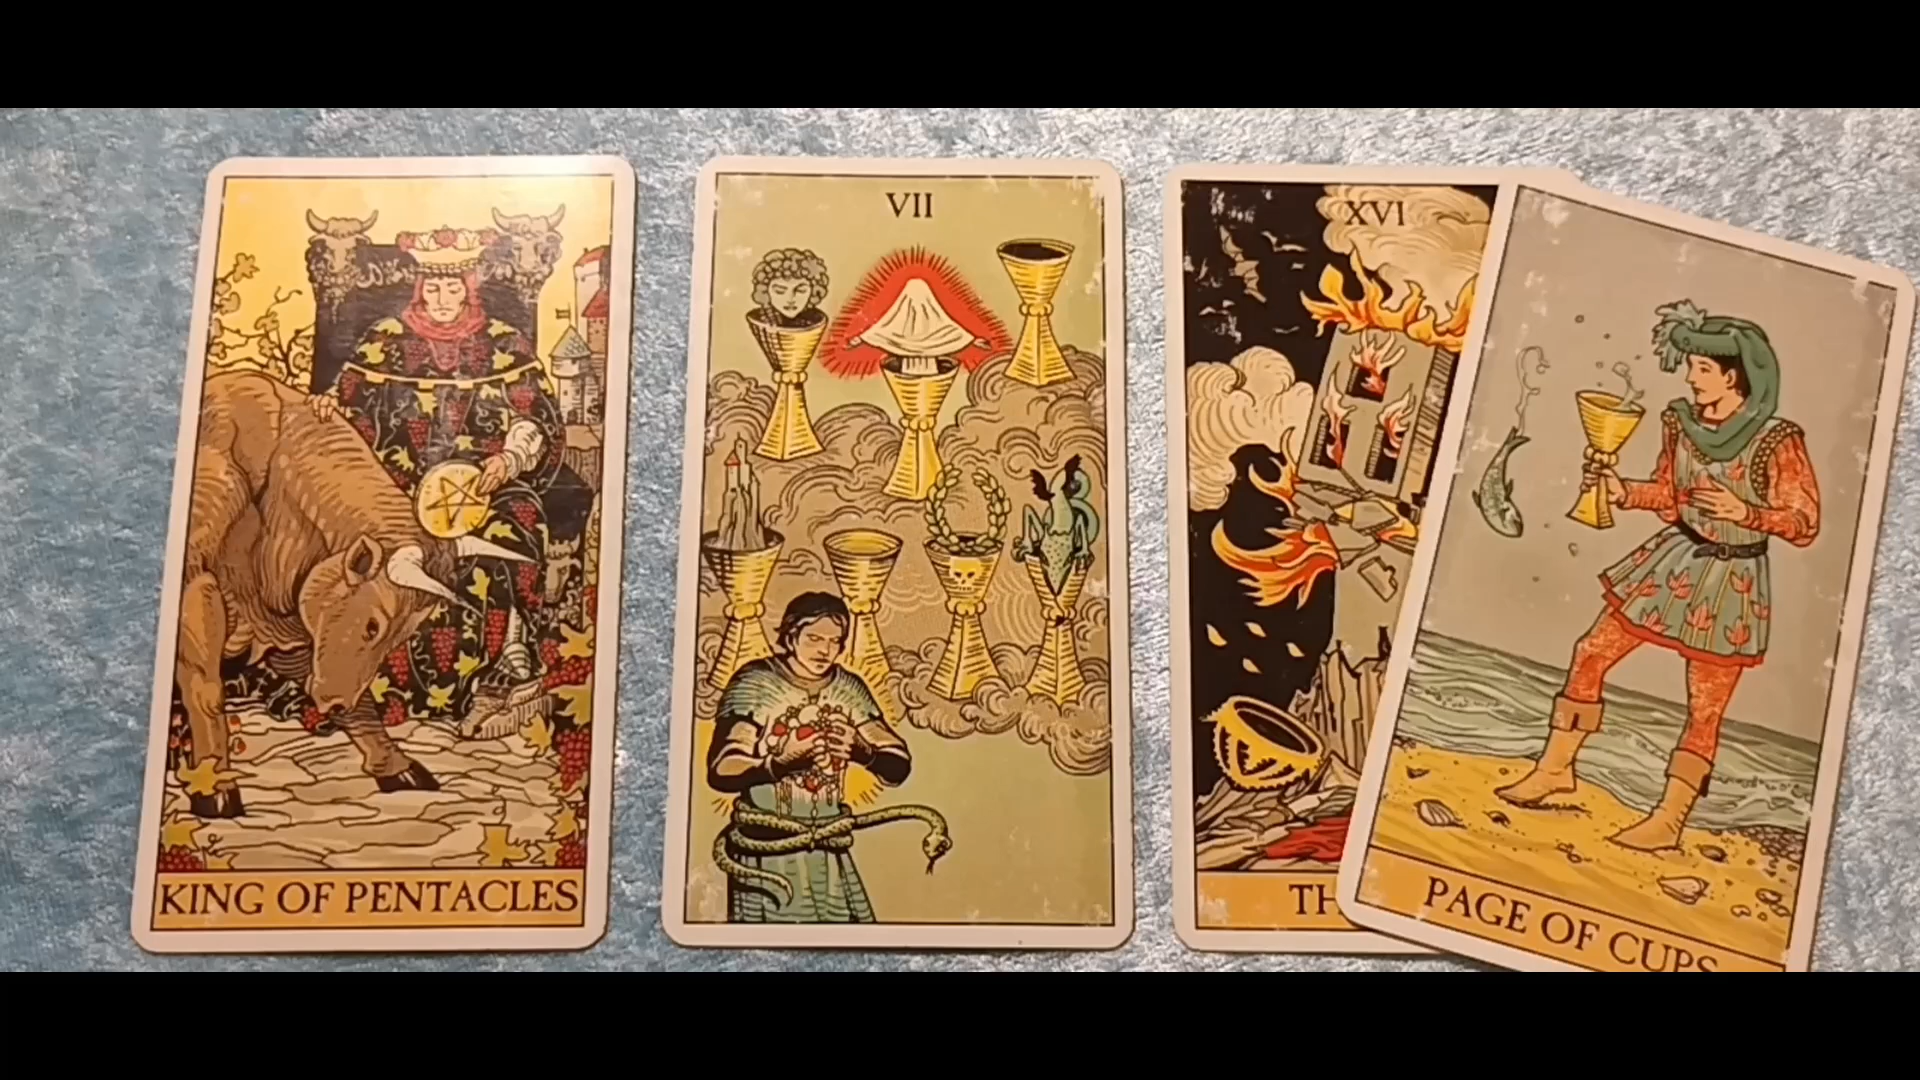 KING OF PENTACLES
VII
XVI
TH
PAGE OF CUPS